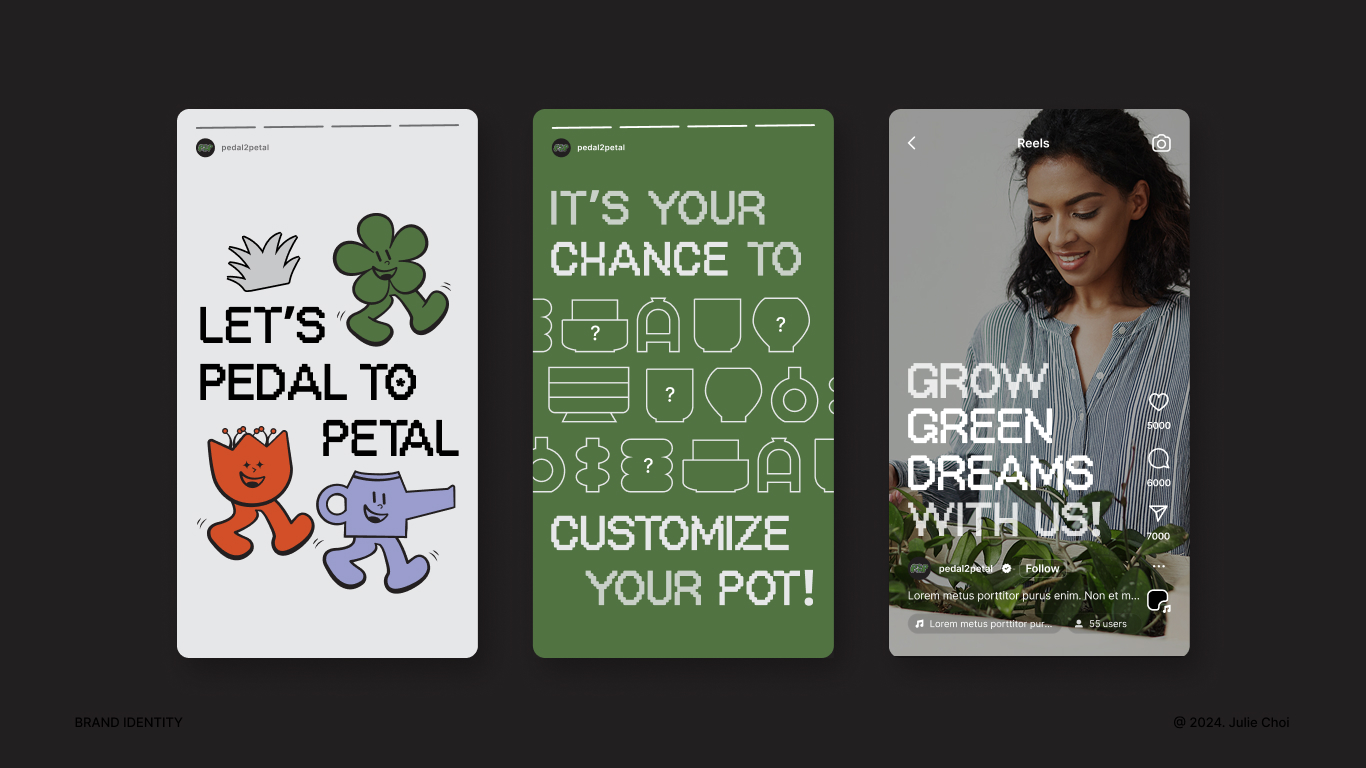 pedal2petal
LET'S
PEDAL TO
PETAL
pedal2petal
IT'S YOUR
CHANCE TO
?
?
?
?
CUSTOMIZE
YOUR POT!
Reels
GROW
GREEN
DREAMS
WITH US!
5000
6000
7000
pedal2petal Follow
Lorem metus porttitor purus enim. Non et m...
Lorem metus porttitor pur... 55 users
BRAND IDENTITY
@ 2024. Julie Choi